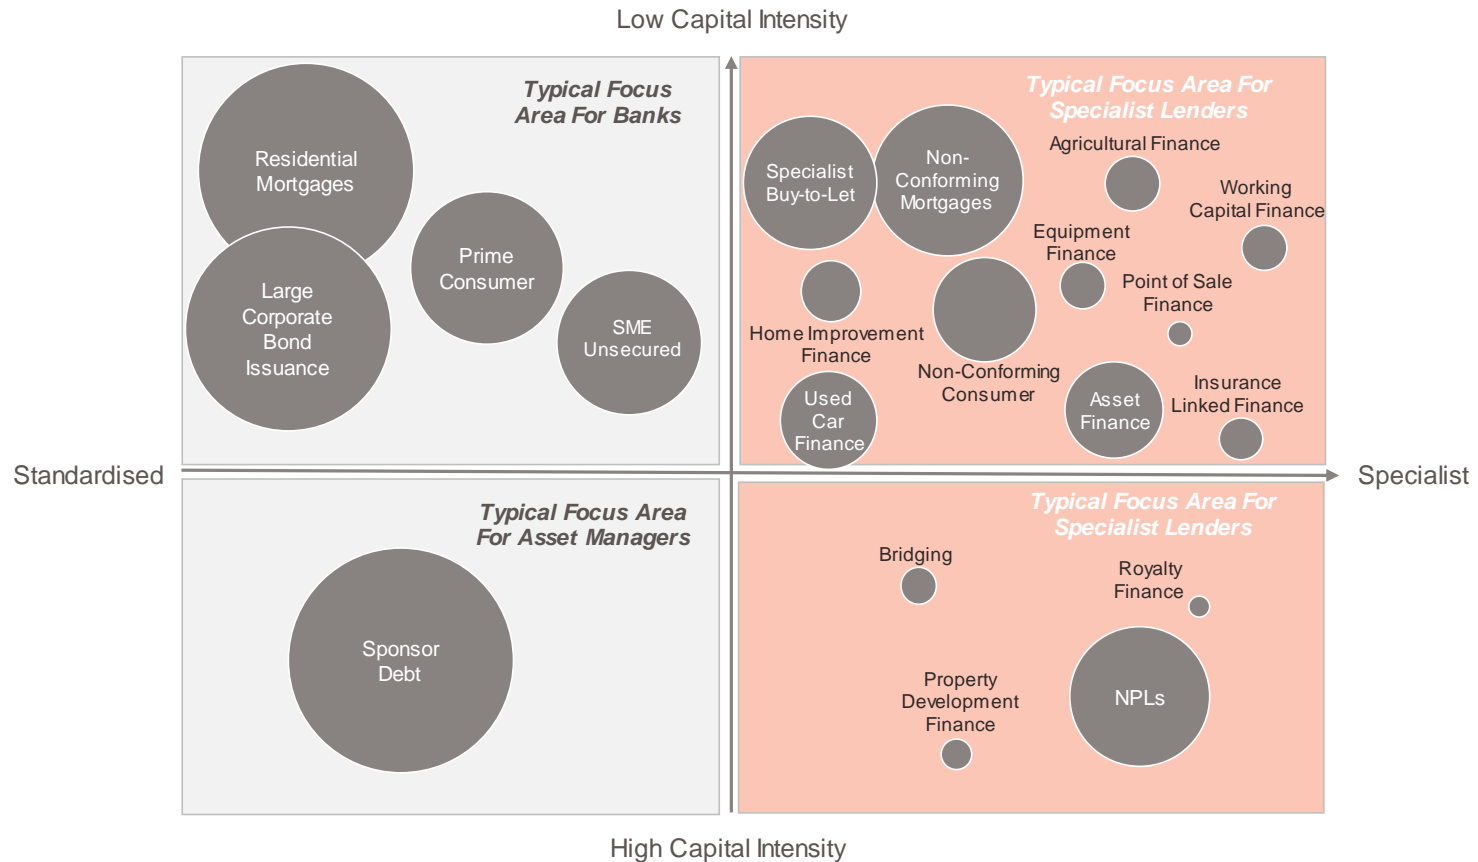 Low Capital Intensity
Typical Focus
Area For Banks
Residential
Mortgages
Prime
Consumer
Large
Corporate
Bond
Issuance
SME
Unsecured
Typical Focus Area For
Specialist Lenders
Specialist
Buy-to-Let
Non-
Conforming
Mortgages
Agricultural Finance
Working
Capital Finance
Equipment
Finance
Point of Sale
Finance
Home Improvement
Finance
Non-Conforming
Consumer
Used
Car
Finance
Asset
Finance
Insurance
Linked Finance
Standardised
Specialist
Typical Focus Area
For Asset Managers
Sponsor
Debt
Typical Focus Area For
Specialist Lenders
Bridging
Royalty
Finance
Property
Development
Finance
NPLs
High Capital Intensity